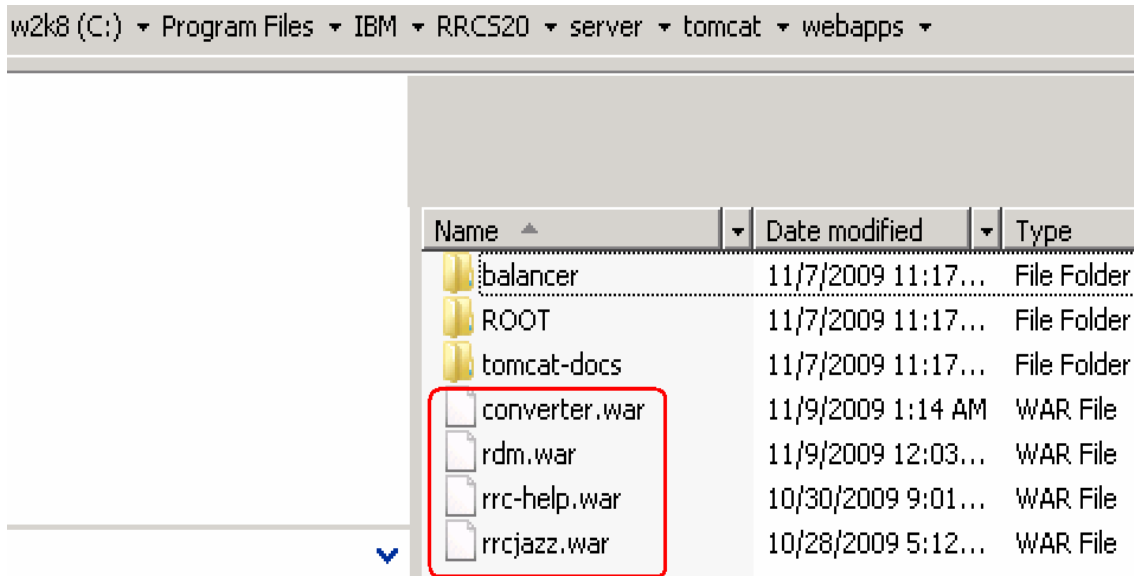 w2k8 (C:) ▾ Program Files ▾ IBM ▾ RRCS20 ▾ server ▾ tomcat ▾ webapps ▾
Name Date modified Type
balancer 11/7/2009 11:17... File Folder
ROOT 11/7/2009 11:17... File Folder
tomcat-docs 11/7/2009 11:17... File Folder
converter.war 11/9/2009 1:14 AM WAR File
rdm.war 11/9/2009 12:03... WAR File
rrc-help.war 10/30/2009 9:01... WAR File
rrcjazz.war 10/28/2009 5:12... WAR File